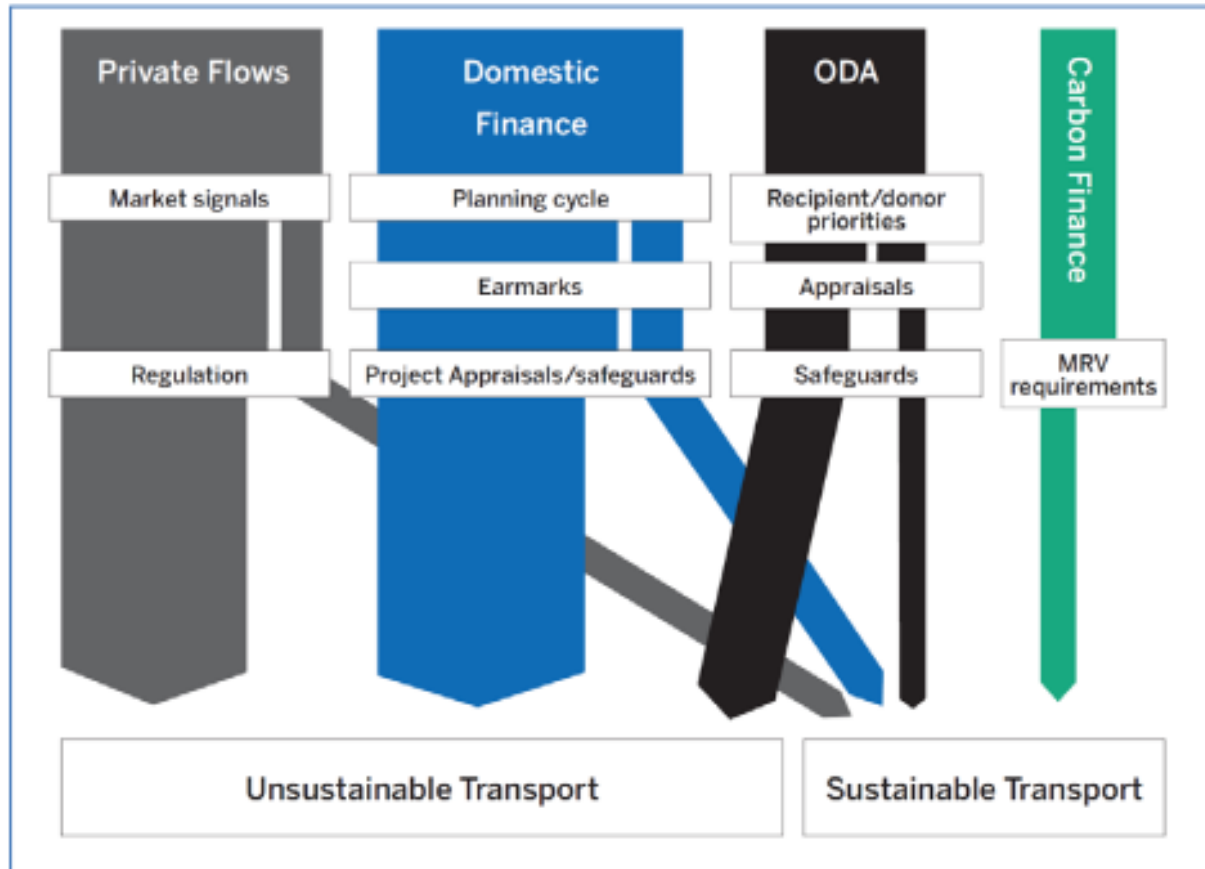 Private Flows
Domestic
Finance
ODA
Carbon Finance
Market signals
Planning cycle
Recipient/donor
priorities
Earmarks
Appraisals
Regulation
Project Appraisals/safeguards
Safeguards
MRV
requirements
Unsustainable Transport
Sustainable Transport